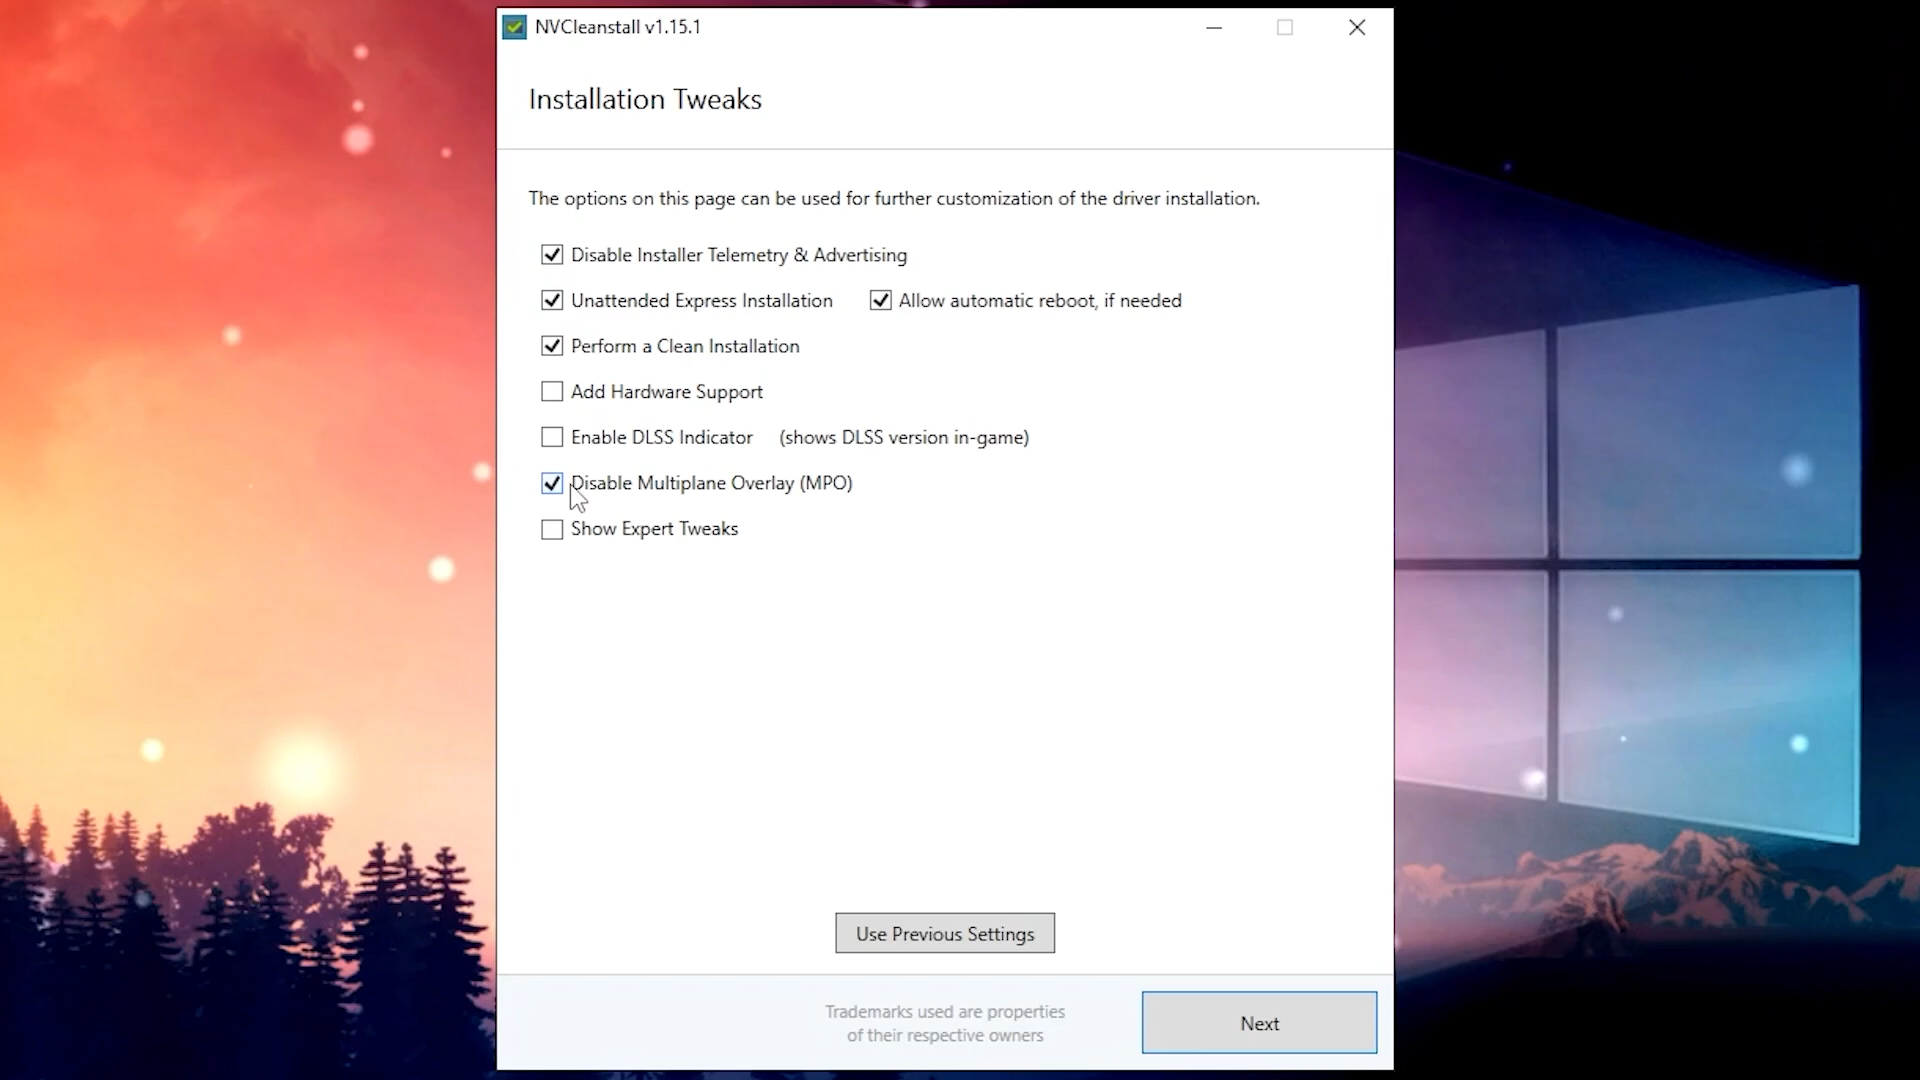 NVCleanstall v1.15.1
Installation Tweaks
The options on this page can be used for further customization of the driver installation.
Disable Installer Telemetry & Advertising
Unattended Express Installation Allow automatic reboot, if needed
Perform a Clean Installation
Add Hardware Support
Enable DLSS Indicator (shows DLSS version in-game)
Disable Multiplane Overlay (MPO)
Show Expert Tweaks
Use Previous Settings
Trademarks used are properties
of their respective owners
Next